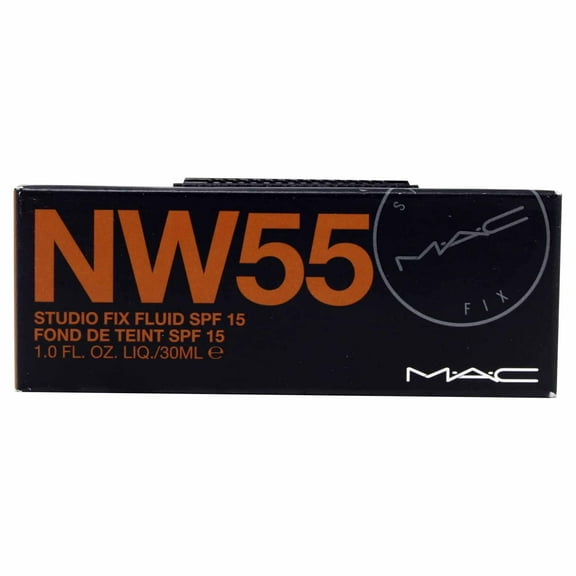 NW55
STUDIO FIX FLUID SPF 15
FOND DE TEINT SPF 15
1.0 FL. OZ. LIQ./30ML ℮
S
M·A·C
FIX
M·A·C